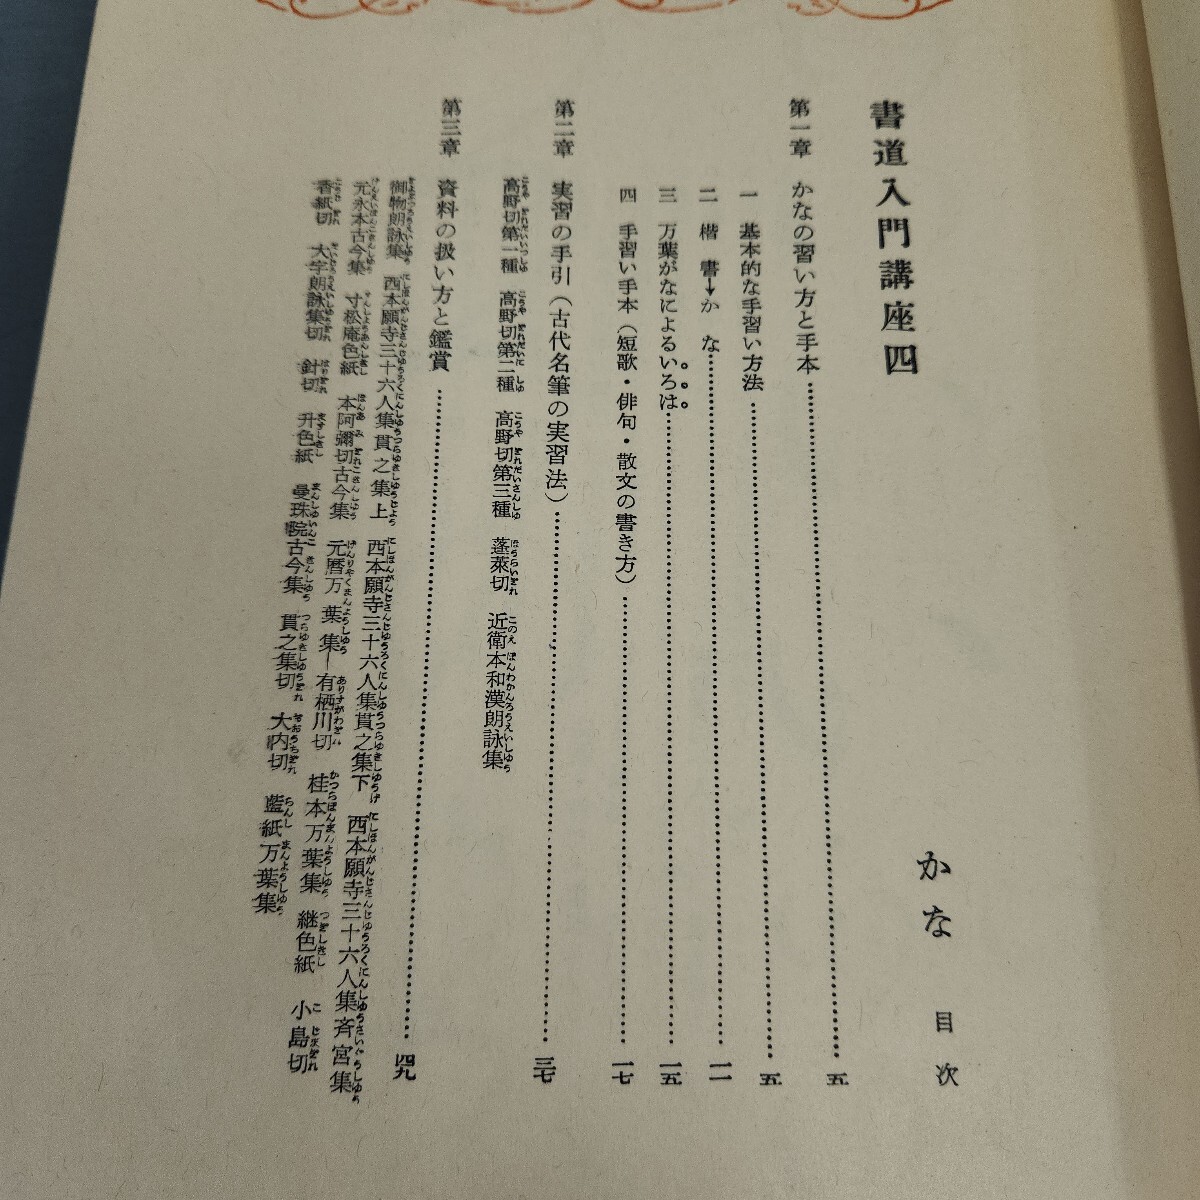 書道入門講座四 かな 目次
第一章 かなの習い方と手本……五
一 基本的な手習い方法……五
二 楷書→かな……一一
三 万葉がなによるいろは……一五
四 手習い手本（短歌・俳句・散文の書き方）……一七
第二章 実習の手引（古代名筆の実習法）……三七
高野切第一種 高野切第二種 高野切第三種 蓬萊切 近衛本和漢朗詠集
第三章 資料の扱い方と鑑賞……四九
御物朗詠集 西本願寺三十六人集貫之集上 西本願寺三十六人集貫之集下 西本願寺三十六人集斉宮集
元永本古今集 寸松庵色紙 本阿彌切古今集 元暦万葉集―有栖川切 桂本万葉集 継色紙 小島切
香紙切 大字朗詠集切 針切 升色紙 曼珠院古今集 貫之集切 大内切 藍紙万葉集